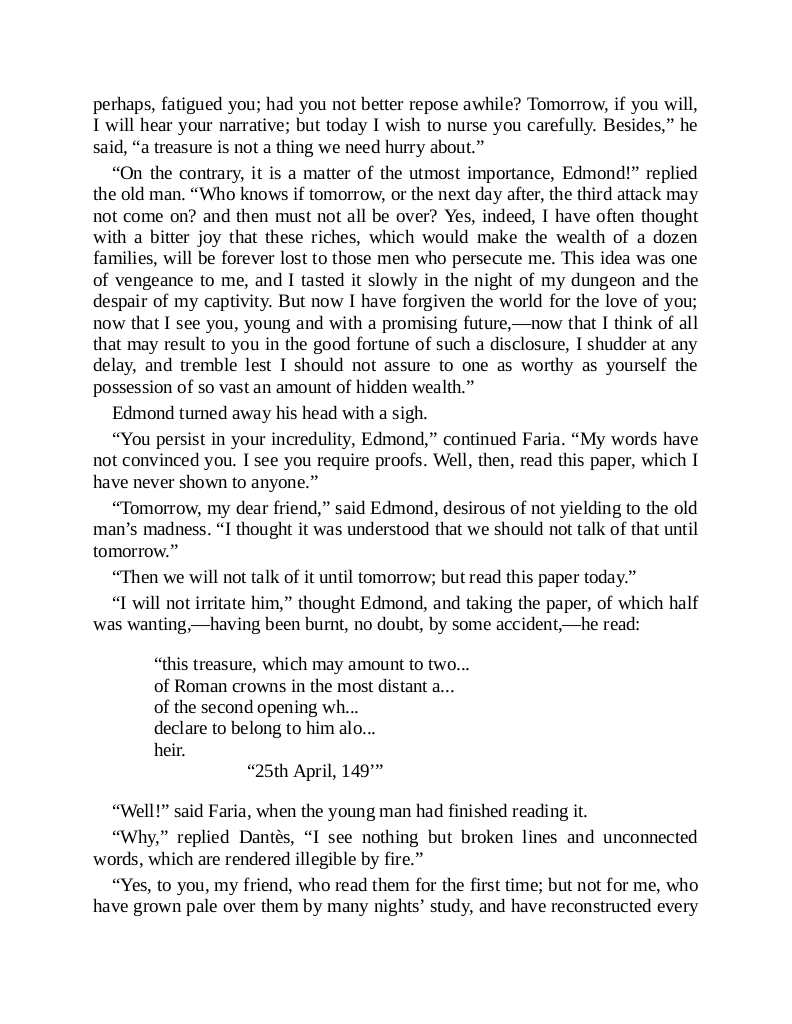 perhaps, fatigued you; had you not better repose awhile? Tomorrow, if you will,
I will hear your narrative; but today I wish to nurse you carefully. Besides,” he
said, “a treasure is not a thing we need hurry about.”
“On the contrary, it is a matter of the utmost importance, Edmond!” replied
the old man. “Who knows if tomorrow, or the next day after, the third attack may
not come on? and then must not all be over? Yes, indeed, I have often thought
with a bitter joy that these riches, which would make the wealth of a dozen
families, will be forever lost to those men who persecute me. This idea was one
of vengeance to me, and I tasted it slowly in the night of my dungeon and the
despair of my captivity. But now I have forgiven the world for the love of you;
now that I see you, young and with a promising future,—now that I think of all
that may result to you in the good fortune of such a disclosure, I shudder at any
delay, and tremble lest I should not assure to one as worthy as yourself the
possession of so vast an amount of hidden wealth.”
Edmond turned away his head with a sigh.
“You persist in your incredulity, Edmond,” continued Faria. “My words have
not convinced you. I see you require proofs. Well, then, read this paper, which I
have never shown to anyone.”
“Tomorrow, my dear friend,” said Edmond, desirous of not yielding to the old
man’s madness. “I thought it was understood that we should not talk of that until
tomorrow.”
“Then we will not talk of it until tomorrow; but read this paper today.”
“I will not irritate him,” thought Edmond, and taking the paper, of which half
was wanting,—having been burnt, no doubt, by some accident,—he read:
“this treasure, which may amount to two...
of Roman crowns in the most distant a...
of the second opening wh...
declare to belong to him alo...
heir.
“25th April, 149’”
“Well!” said Faria, when the young man had finished reading it.
“Why,” replied Dantès, “I see nothing but broken lines and unconnected
words, which are rendered illegible by fire.”
“Yes, to you, my friend, who read them for the first time; but not for me, who
have grown pale over them by many nights’ study, and have reconstructed every